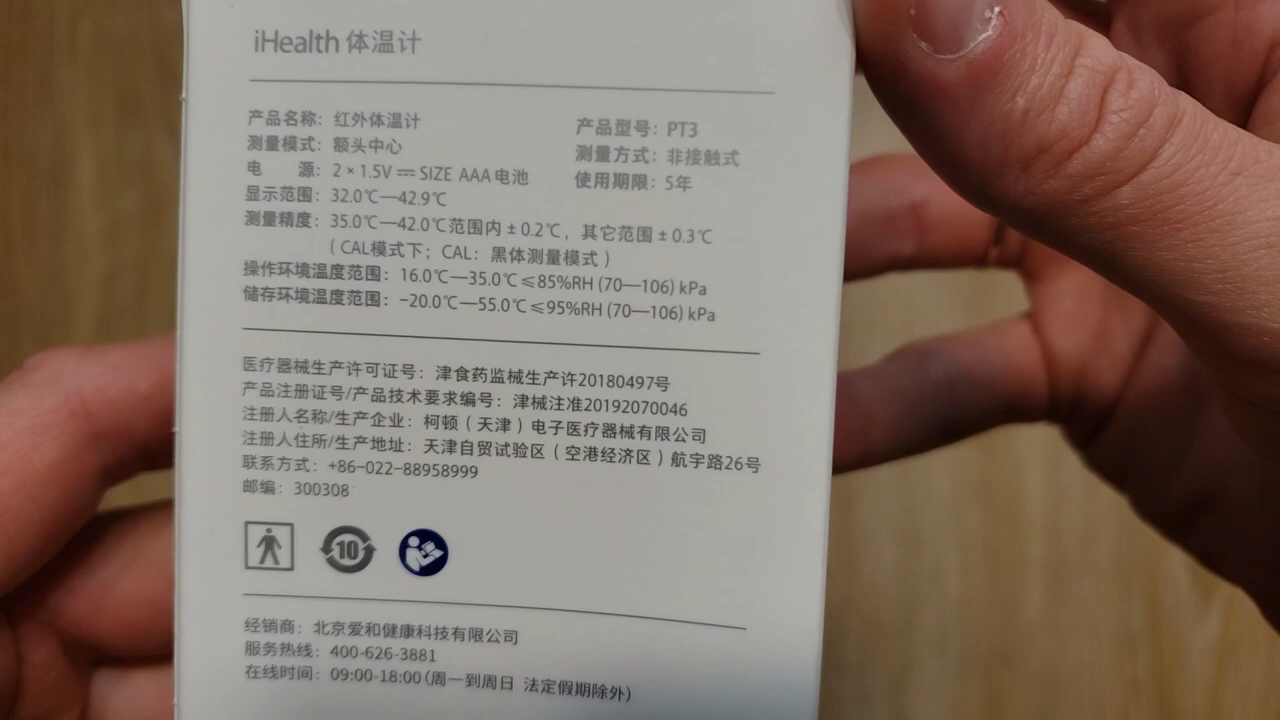 iHealth 体温计
产品名称：红外体温计 产品型号：PT3
测量模式：额头中心 测量方式：非接触式
电 源：2 × 1.5V ⎓ SIZE AAA电池 使用期限：5年
显示范围：32.0℃—42.9℃
测量精度：35.0℃—42.0℃范围内 ± 0.2℃，其它范围 ± 0.3℃
（CAL模式下；CAL：黑体测量模式）
操作环境温度范围：16.0℃—35.0℃ ≤85%RH (70—106) kPa
储存环境温度范围：-20.0℃—55.0℃ ≤95%RH (70—106) kPa
医疗器械生产许可证号：津食药监械生产许20180497号
产品注册证号/产品技术要求编号：津械注准20192070046
注册人名称/生产企业：柯顿（天津）电子医疗器械有限公司
注册人住所/生产地址：天津自贸试验区（空港经济区）航宇路26号
联系方式：+86-022-88958999
邮编：300308
10
经销商：北京爱和健康科技有限公司
服务热线：400-626-3881
在线时间：09:00-18:00 (周一到周日 法定假期除外)